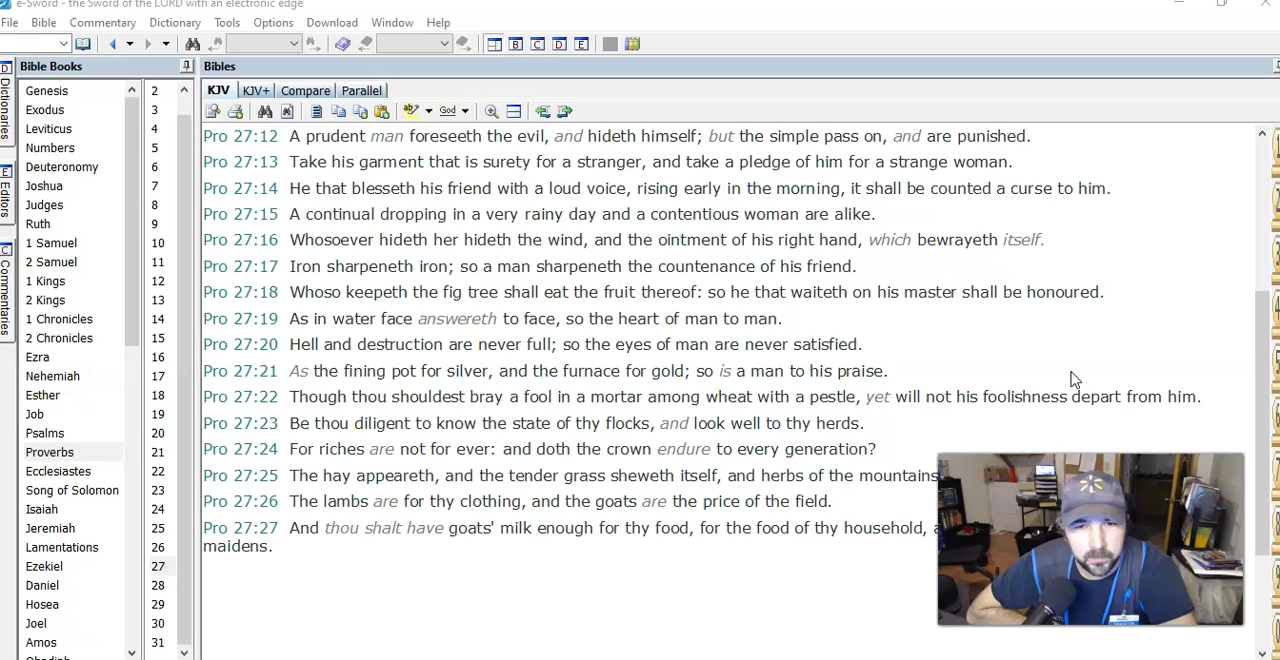 e-Sword - the Sword of the LORD with an electronic edge
File Bible Commentary Dictionary Tools Options Download Window Help
B C D E
Bible Books
Bibles
D Dictionaries
E Editors
C Commentaries
KJV KJV+ Compare Parallel
God
Genesis 2
Exodus 3
Leviticus 4
Numbers 5
Deuteronomy 6
Joshua 7
Judges 8
Ruth 9
1 Samuel 10
2 Samuel 11
1 Kings 12
2 Kings 13
1 Chronicles 14
2 Chronicles 15
Ezra 16
Nehemiah 17
Esther 18
Job 19
Psalms 20
Proverbs 21
Ecclesiastes 22
Song of Solomon 23
Isaiah 24
Jeremiah 25
Lamentations 26
Ezekiel 27
Daniel 28
Hosea 29
Joel 30
Amos 31
Pro 27:12 A prudent man foreseeth the evil, and hideth himself; but the simple pass on, and are punished.
Pro 27:13 Take his garment that is surety for a stranger, and take a pledge of him for a strange woman.
Pro 27:14 He that blesseth his friend with a loud voice, rising early in the morning, it shall be counted a curse to him.
Pro 27:15 A continual dropping in a very rainy day and a contentious woman are alike.
Pro 27:16 Whosoever hideth her hideth the wind, and the ointment of his right hand, which bewrayeth itself.
Pro 27:17 Iron sharpeneth iron; so a man sharpeneth the countenance of his friend.
Pro 27:18 Whoso keepeth the fig tree shall eat the fruit thereof: so he that waiteth on his master shall be honoured.
Pro 27:19 As in water face answereth to face, so the heart of man to man.
Pro 27:20 Hell and destruction are never full; so the eyes of man are never satisfied.
Pro 27:21 As the fining pot for silver, and the furnace for gold; so is a man to his praise.
Pro 27:22 Though thou shouldest bray a fool in a mortar among wheat with a pestle, yet will not his foolishness depart from him.
Pro 27:23 Be thou diligent to know the state of thy flocks, and look well to thy herds.
Pro 27:24 For riches are not for ever: and doth the crown endure to every generation?
Pro 27:25 The hay appeareth, and the tender grass sheweth itself, and herbs of the mountains
Pro 27:26 The lambs are for thy clothing, and the goats are the price of the field.
Pro 27:27 And thou shalt have goats' milk enough for thy food, for the food of thy household,
maidens.